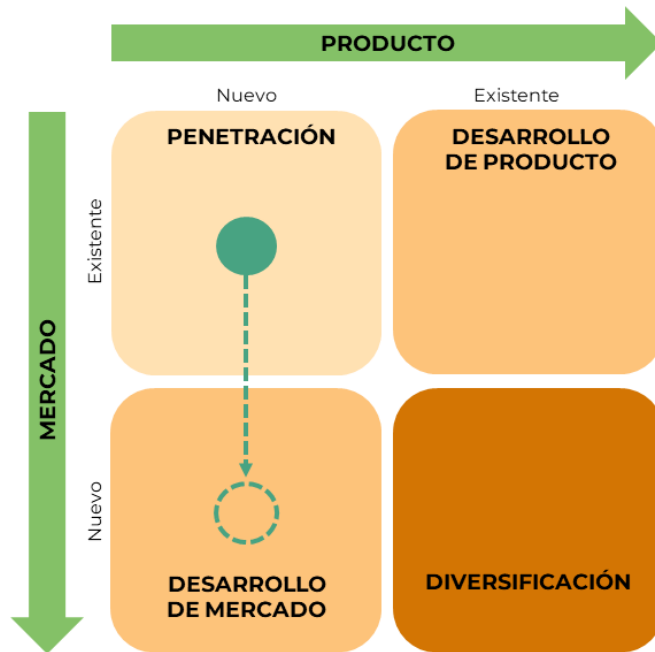 PRODUCTO
Nuevo
Existente
MERCADO
Existente
Nuevo
PENETRACIÓN
DESARROLLO
DE PRODUCTO
DESARROLLO
DE MERCADO
DIVERSIFICACIÓN